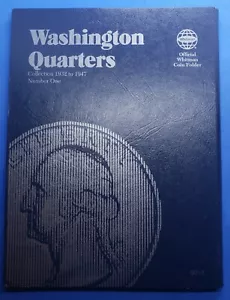 Washington
Quarters
Collection 1932 to 1947
Number One
Official
Whitman
Coin Folder